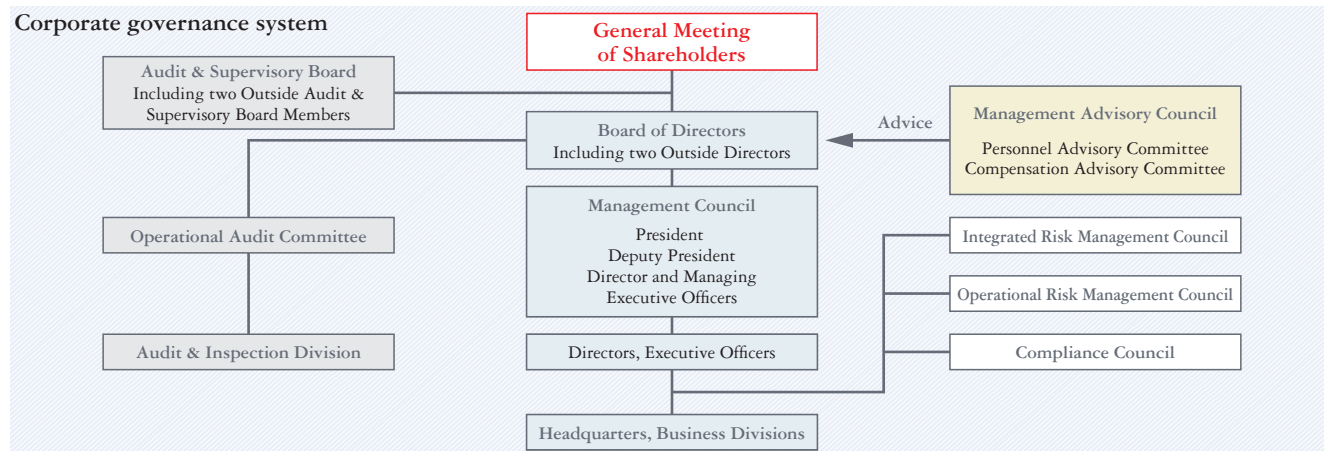 Corporate governance system
General Meeting
of Shareholders
Audit & Supervisory Board
Including two Outside Audit &
Supervisory Board Members
Board of Directors
Including two Outside Directors
Advice
Management Advisory Council
Personnel Advisory Committee
Compensation Advisory Committee
Management Council
President
Deputy President
Director and Managing
Executive Officers
Operational Audit Committee
Integrated Risk Management Council
Operational Risk Management Council
Audit & Inspection Division
Directors, Executive Officers
Compliance Council
Headquarters, Business Divisions